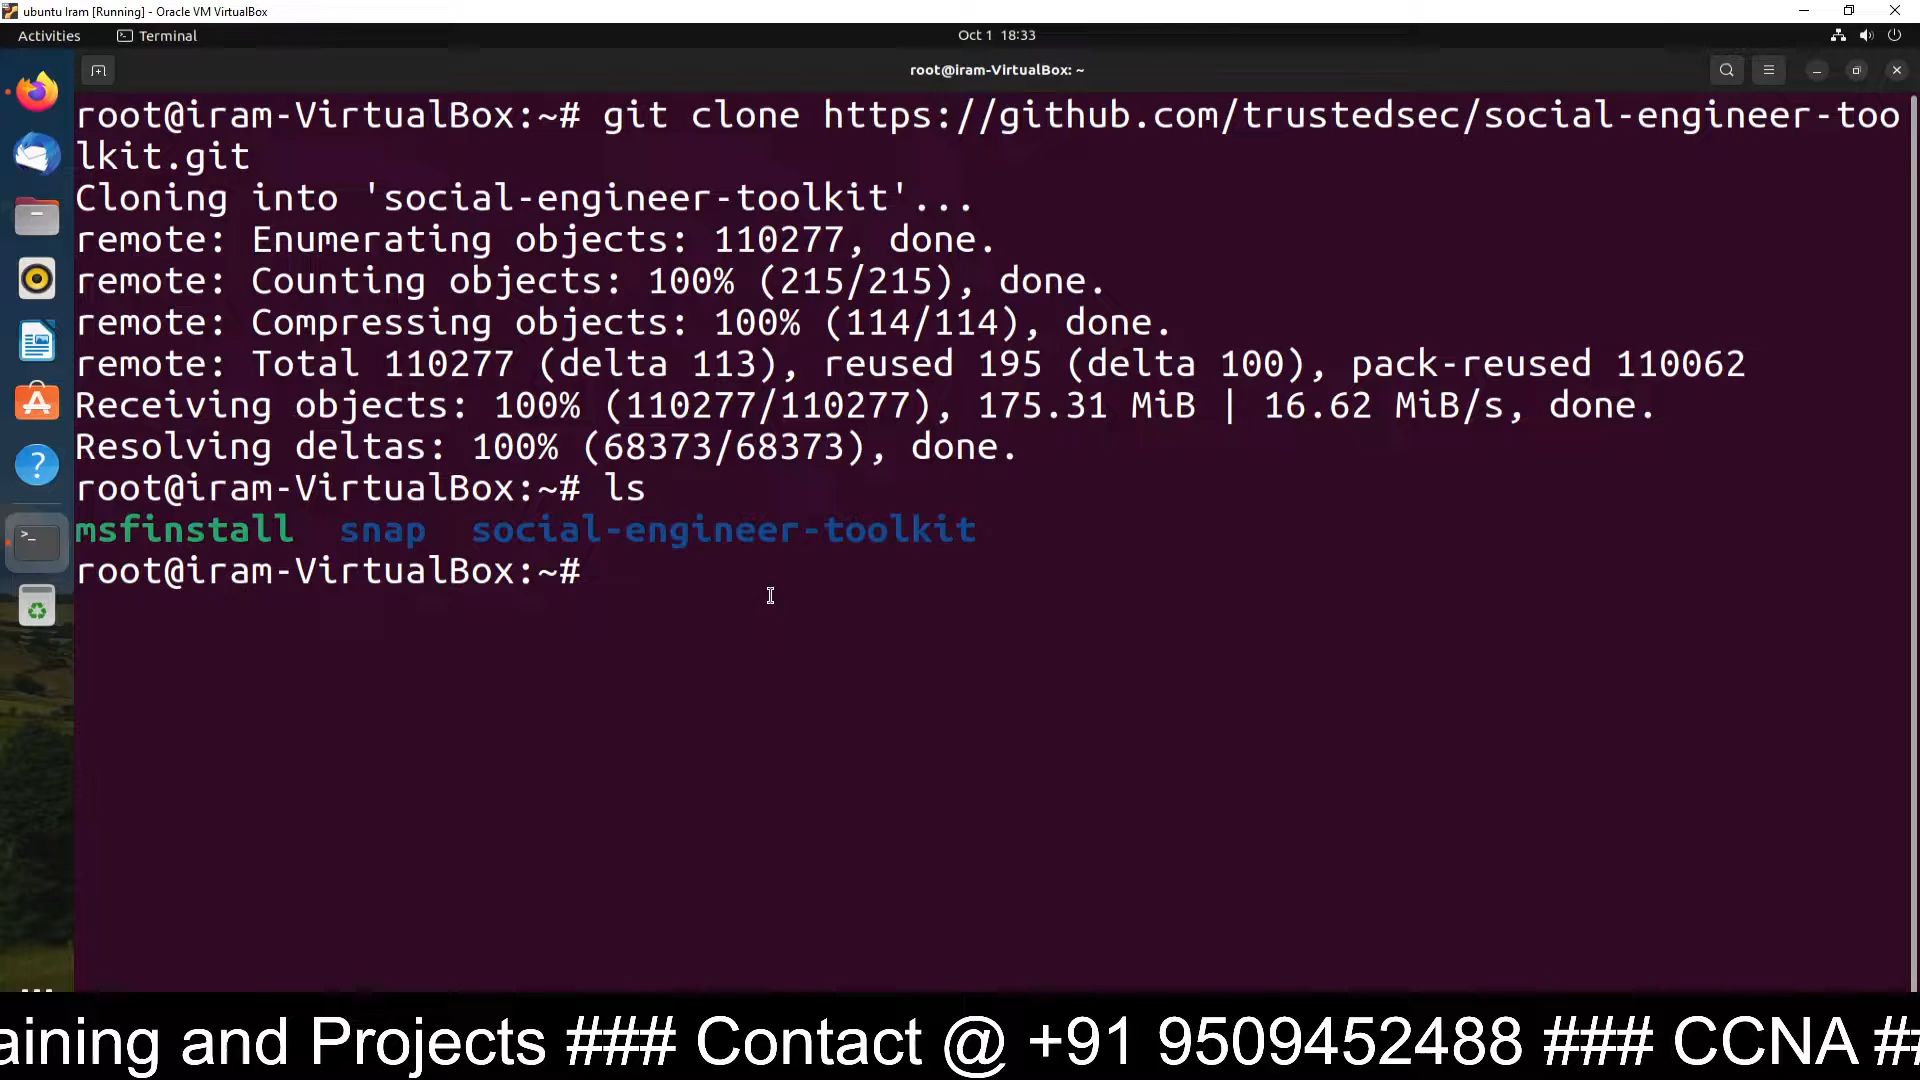 ubuntu Iram [Running] - Oracle VM VirtualBox
Activities Terminal Oct 1 18:33
root@iram-VirtualBox: ~
root@iram-VirtualBox:~# git clone https://github.com/trustedsec/social-engineer-too
lkit.git
Cloning into 'social-engineer-toolkit'...
remote: Enumerating objects: 110277, done.
remote: Counting objects: 100% (215/215), done.
remote: Compressing objects: 100% (114/114), done.
remote: Total 110277 (delta 113), reused 195 (delta 100), pack-reused 110062
Receiving objects: 100% (110277/110277), 175.31 MiB | 16.62 MiB/s, done.
Resolving deltas: 100% (68373/68373), done.
root@iram-VirtualBox:~# ls
msfinstall snap social-engineer-toolkit
root@iram-VirtualBox:~#
aining and Projects ### Contact @ +91 9509452488 ### CCNA ##